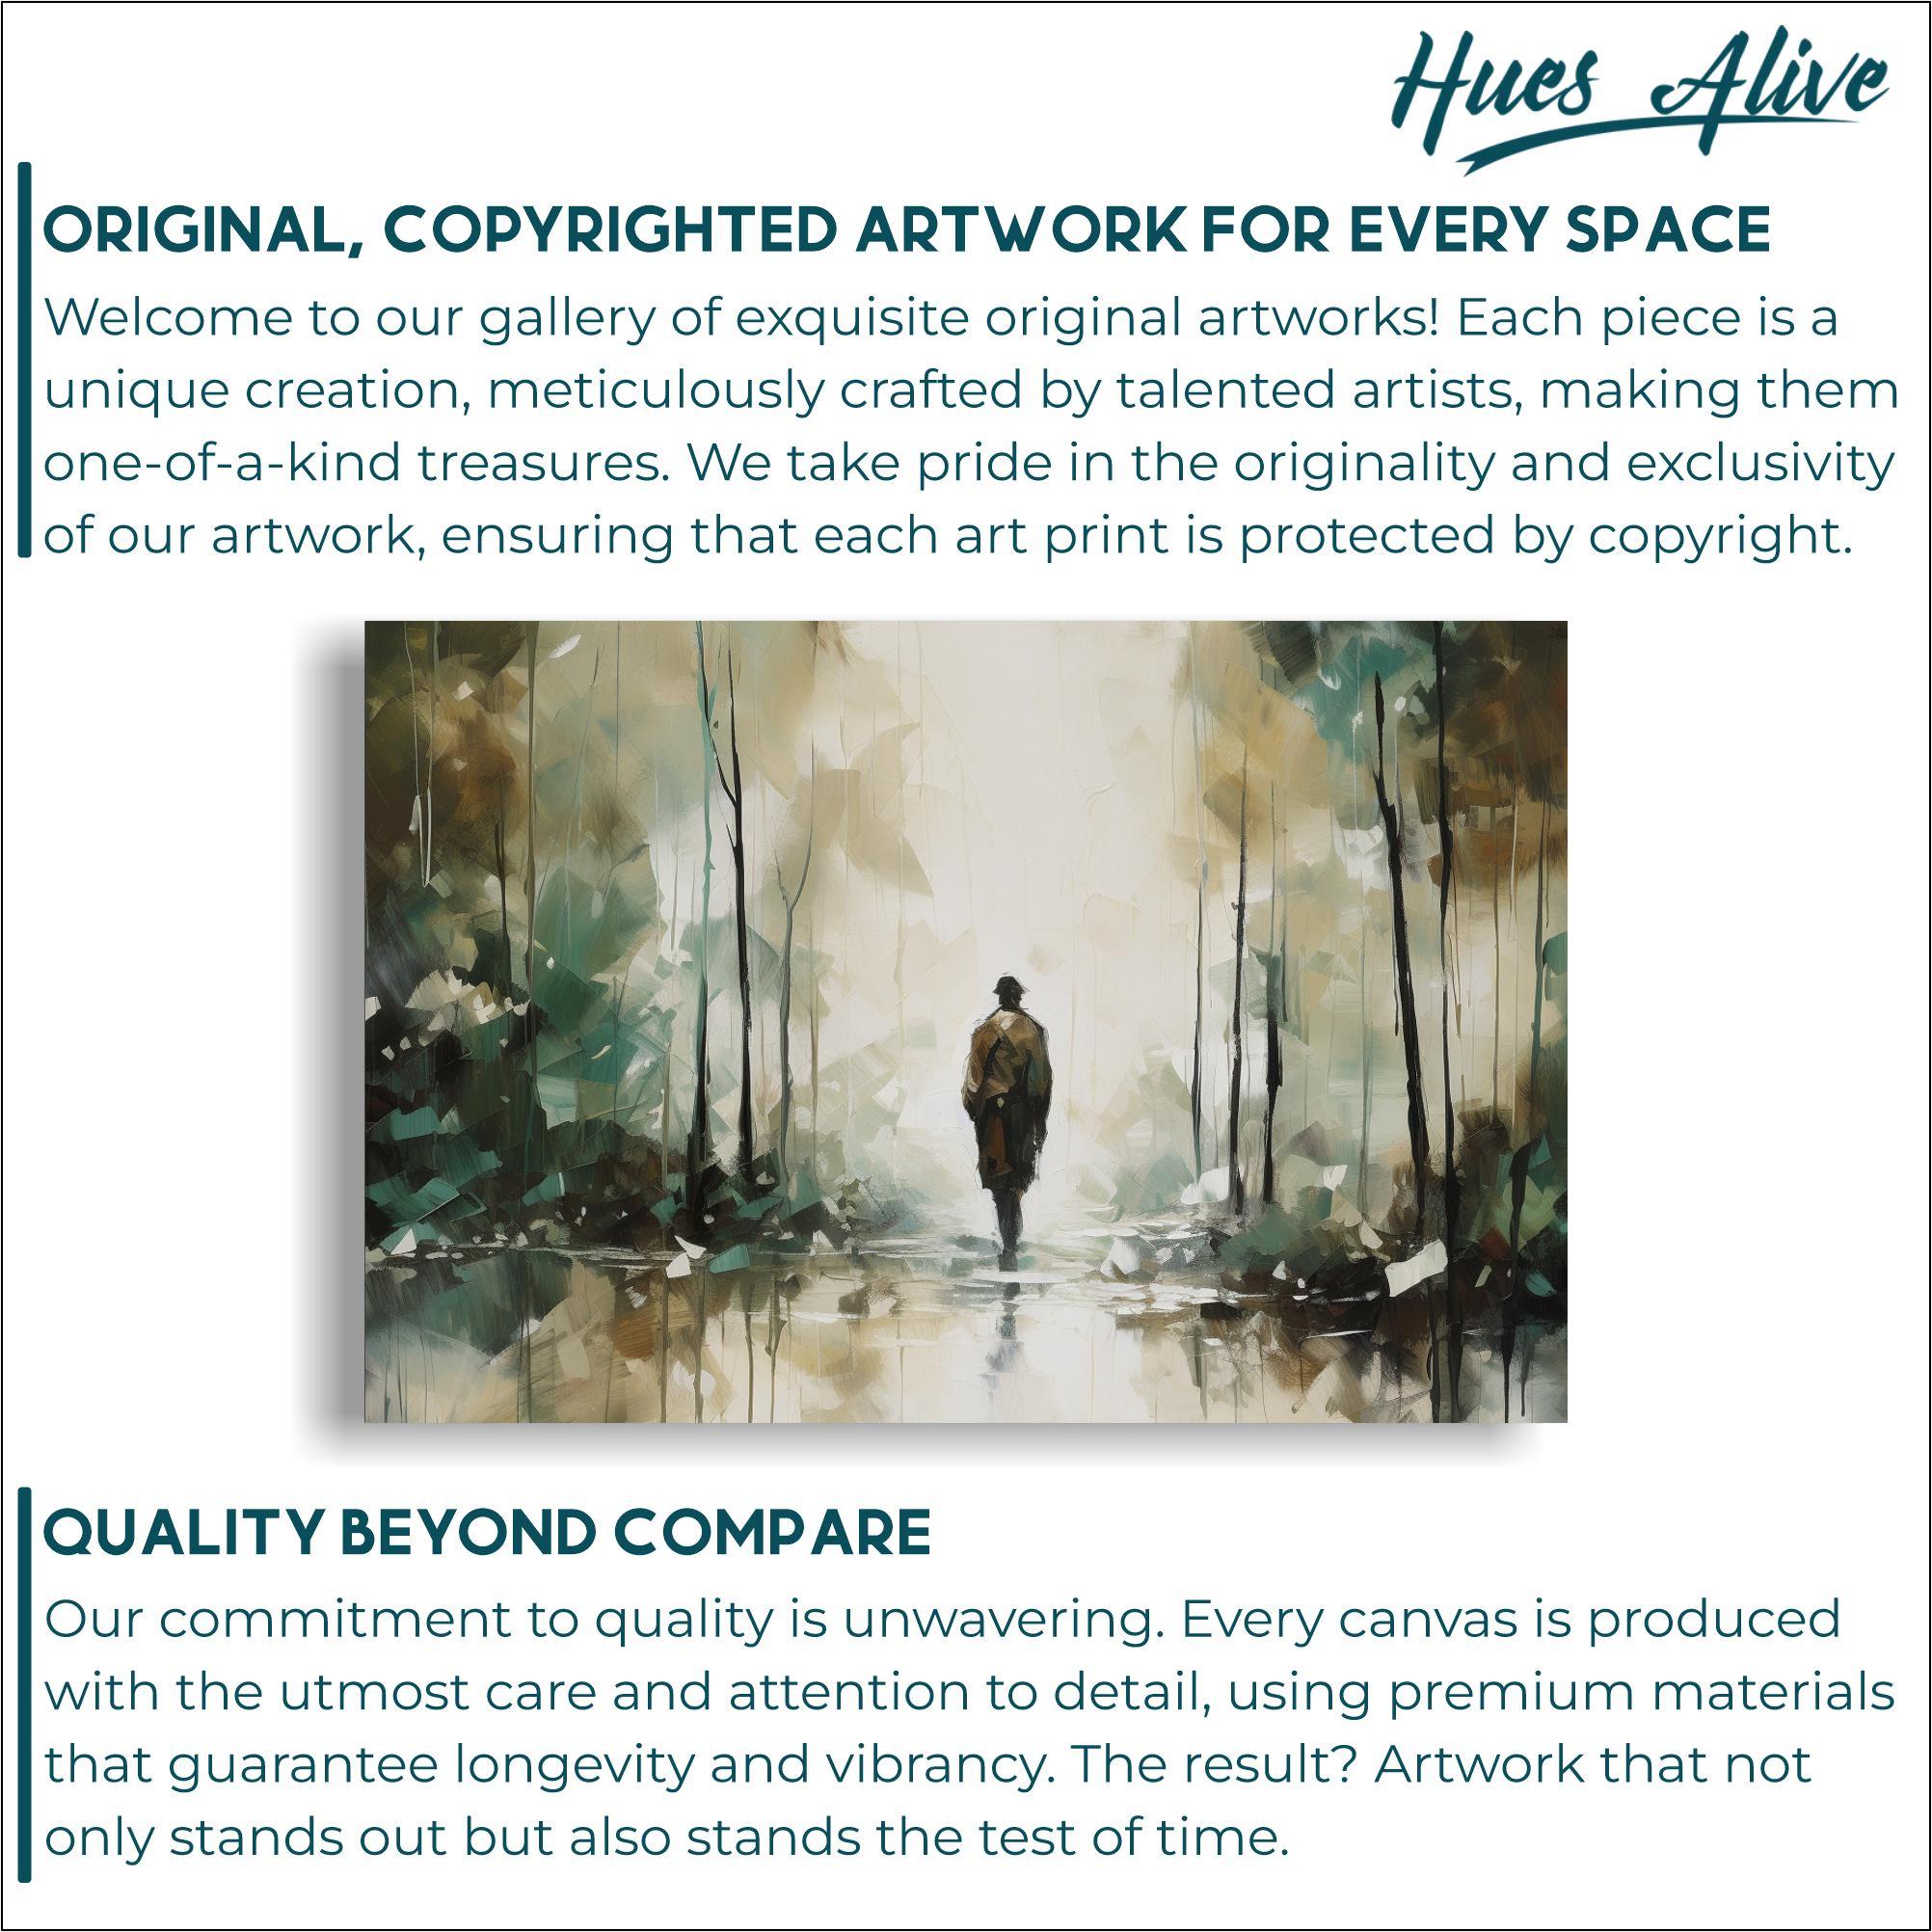 Hues Alive
ORIGINAL, COPYRIGHTED ARTWORK FOR EVERY SPACE
Welcome to our gallery of exquisite original artworks! Each piece is a
unique creation, meticulously crafted by talented artists, making them
one-of-a-kind treasures. We take pride in the originality and exclusivity
of our artwork, ensuring that each art print is protected by copyright.
QUALITY BEYOND COMPARE
Our commitment to quality is unwavering. Every canvas is produced
with the utmost care and attention to detail, using premium materials
that guarantee longevity and vibrancy. The result? Artwork that not
only stands out but also stands the test of time.